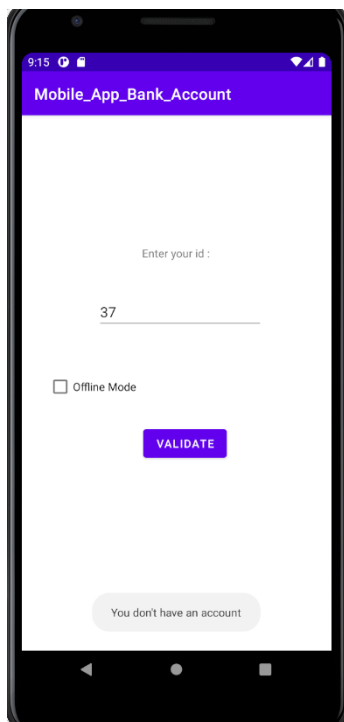 9:15
Mobile_App_Bank_Account
Enter your id :
37
Offline Mode
VALIDATE
You don't have an account